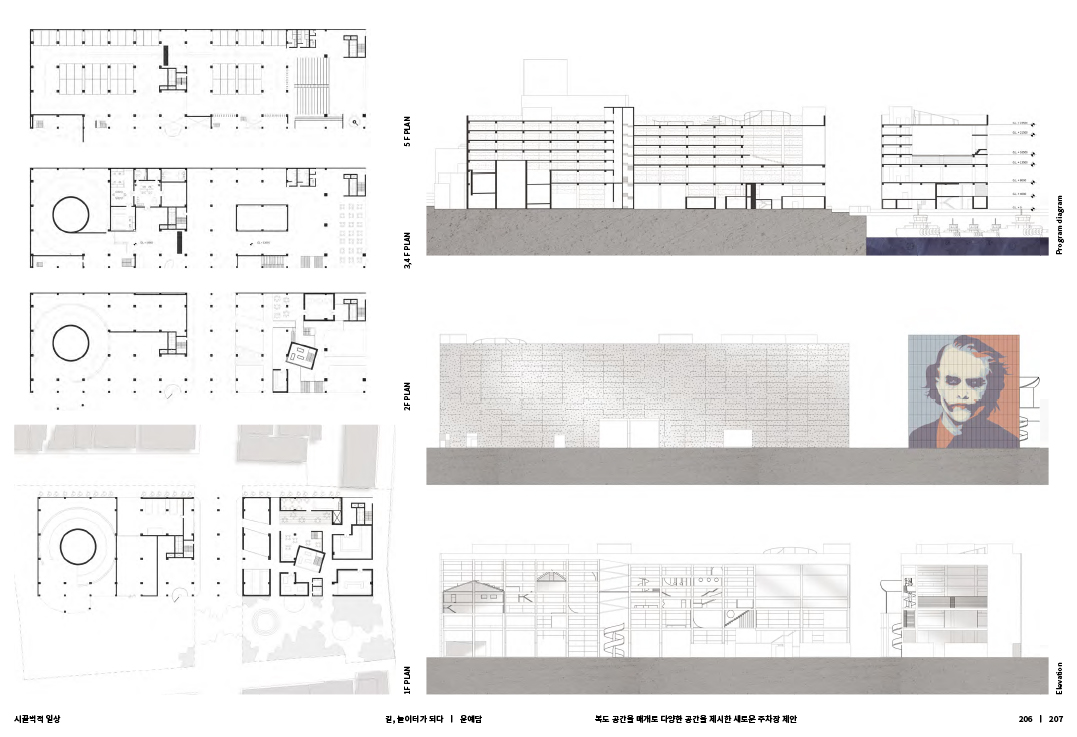 5 F PLAN
3,4 F PLAN
2F PLAN
1F PLAN
Program diagram
Elevation
시끌벅적 일상
길, 놀이터가 되다 | 윤예담
복도 공간을 매개로 다양한 공간을 제시한 새로운 주차장 제안
206 | 207